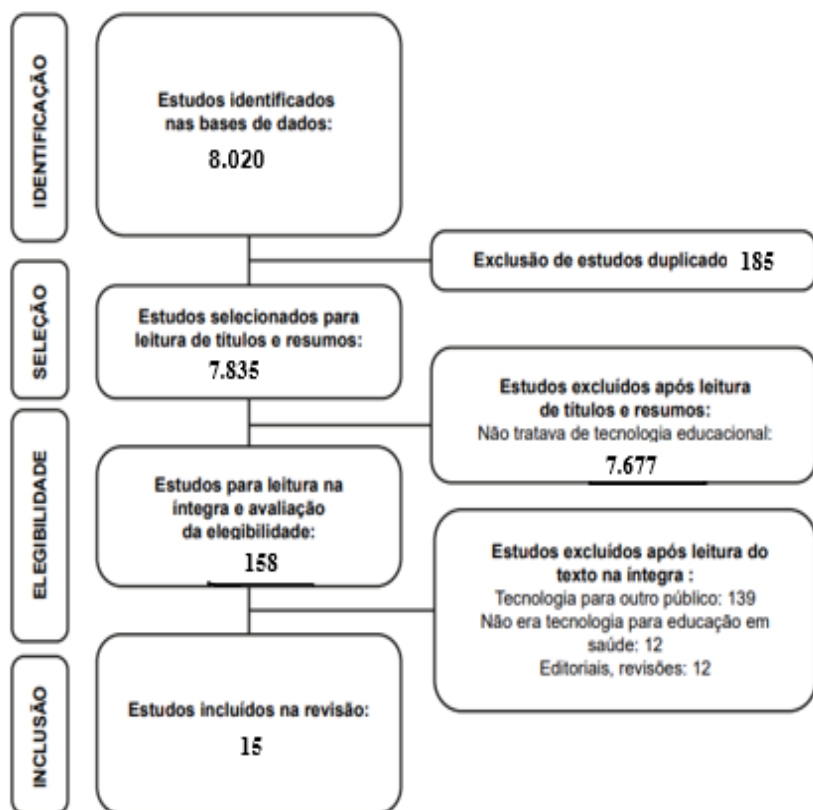 IDENTIFICAÇÃO
Estudos identificados
nas bases de dados:
8.020
Exclusão de estudos duplicado 185
SELEÇÃO
Estudos selecionados para
leitura de títulos e resumos:
7.835
Estudos excluídos após leitura
de títulos e resumos:
Não tratava de tecnologia educacional:
7.677
ELEGIBILIDADE
Estudos para leitura na
íntegra e avaliação
da elegibilidade:
158
Estudos excluídos após leitura do
texto na íntegra :
Tecnologia para outro público: 139
Não era tecnologia para educação em
saúde: 12
Editoriais, revisões: 12
INCLUSÃO
Estudos incluídos na revisão:
15